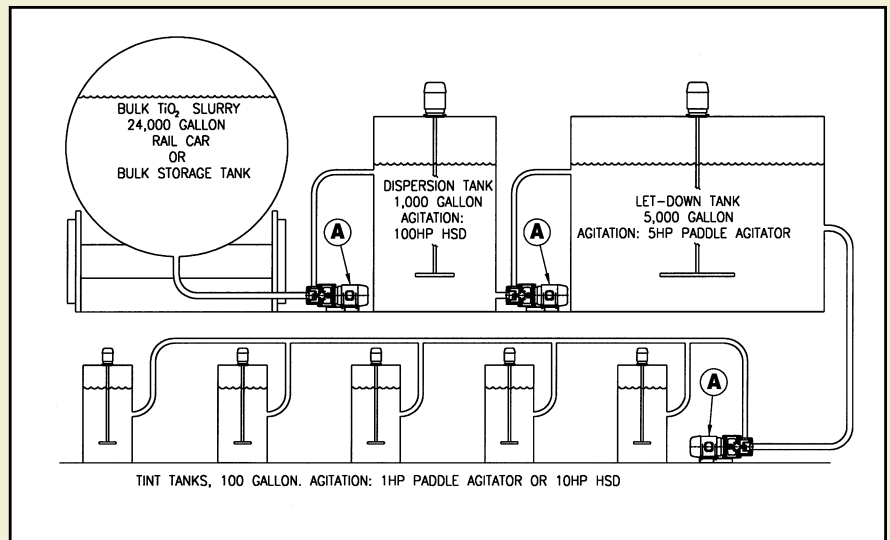 BULK TiO₂ SLURRY
24,000 GALLON
RAIL CAR
OR
BULK STORAGE TANK
DISPERSION TANK
1,000 GALLON
AGITATION:
100HP HSD
LET-DOWN TANK
5,000 GALLON
AGITATION: 5HP PADDLE AGITATOR
A
A
A
TINT TANKS, 100 GALLON. AGITATION: 1HP PADDLE AGITATOR OR 10HP HSD